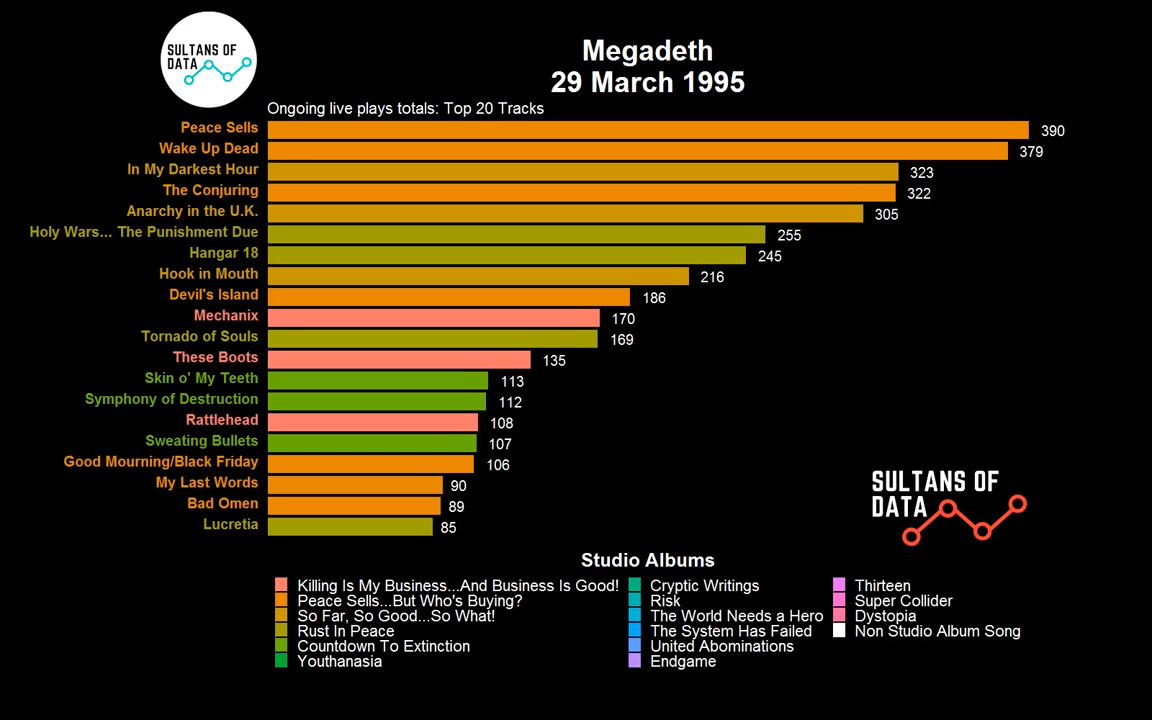 SULTANS OF
DATA
Megadeth
29 March 1995
Ongoing live plays totals: Top 20 Tracks
Peace Sells 390
Wake Up Dead 379
In My Darkest Hour 323
The Conjuring 322
Anarchy in the U.K. 305
Holy Wars... The Punishment Due 255
Hangar 18 245
Hook in Mouth 216
Devil's Island 186
Mechanix 170
Tornado of Souls 169
These Boots 135
Skin o' My Teeth 113
Symphony of Destruction 112
Rattlehead 108
Sweating Bullets 107
Good Mourning/Black Friday 106
My Last Words 90
Bad Omen 89
Lucretia 85
SULTANS OF
DATA
Studio Albums
Killing Is My Business...And Business Is Good!
Peace Sells...But Who's Buying?
So Far, So Good...So What!
Rust In Peace
Countdown To Extinction
Youthanasia
Cryptic Writings
Risk
The World Needs a Hero
The System Has Failed
United Abominations
Endgame
Thirteen
Super Collider
Dystopia
Non Studio Album Song